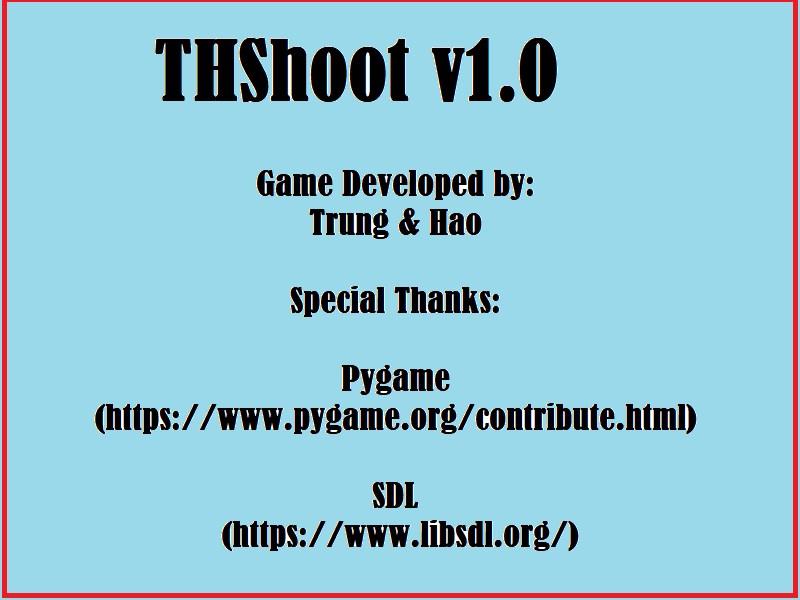 THShoot v1.0
Game Developed by:
Trung & Hao
Special Thanks:
Pygame
(https://www.pygame.org/contribute.html)
SDL
(https://www.libsdl.org/)